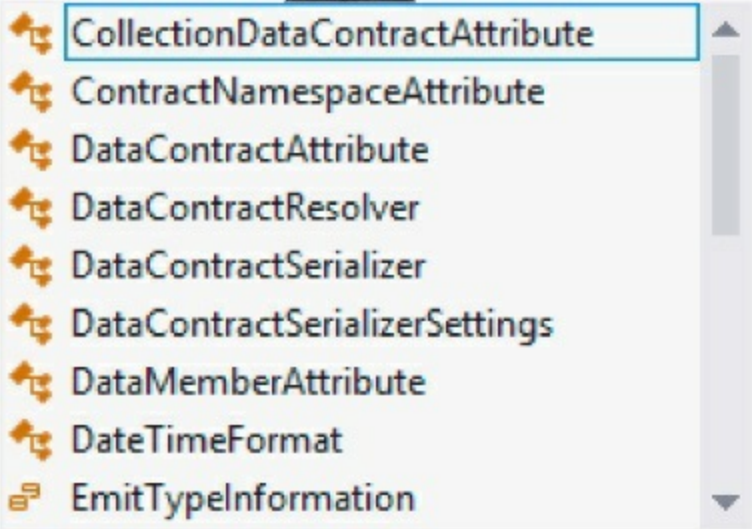 CollectionDataContractAttribute
ContractNamespaceAttribute
DataContractAttribute
DataContractResolver
DataContractSerializer
DataContractSerializerSettings
DataMemberAttribute
DateTimeFormat
EmitTypeInformation